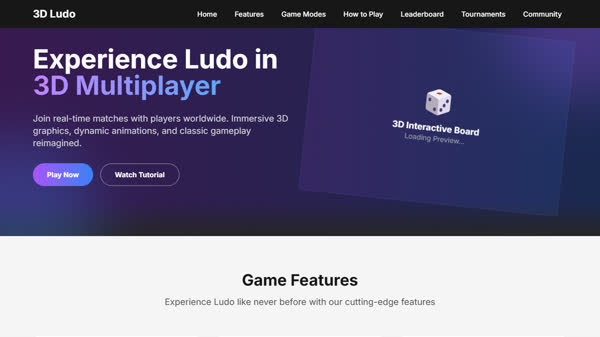 3D Ludo
Home Features Game Modes How to Play Leaderboard Tournaments Community
Experience Ludo in
3D Multiplayer
Join real-time matches with players worldwide. Immersive 3D
graphics, dynamic animations, and classic gameplay
reimagined.
Play Now Watch Tutorial
3D Interactive Board
Loading Preview...
Game Features
Experience Ludo like never before with our cutting-edge features